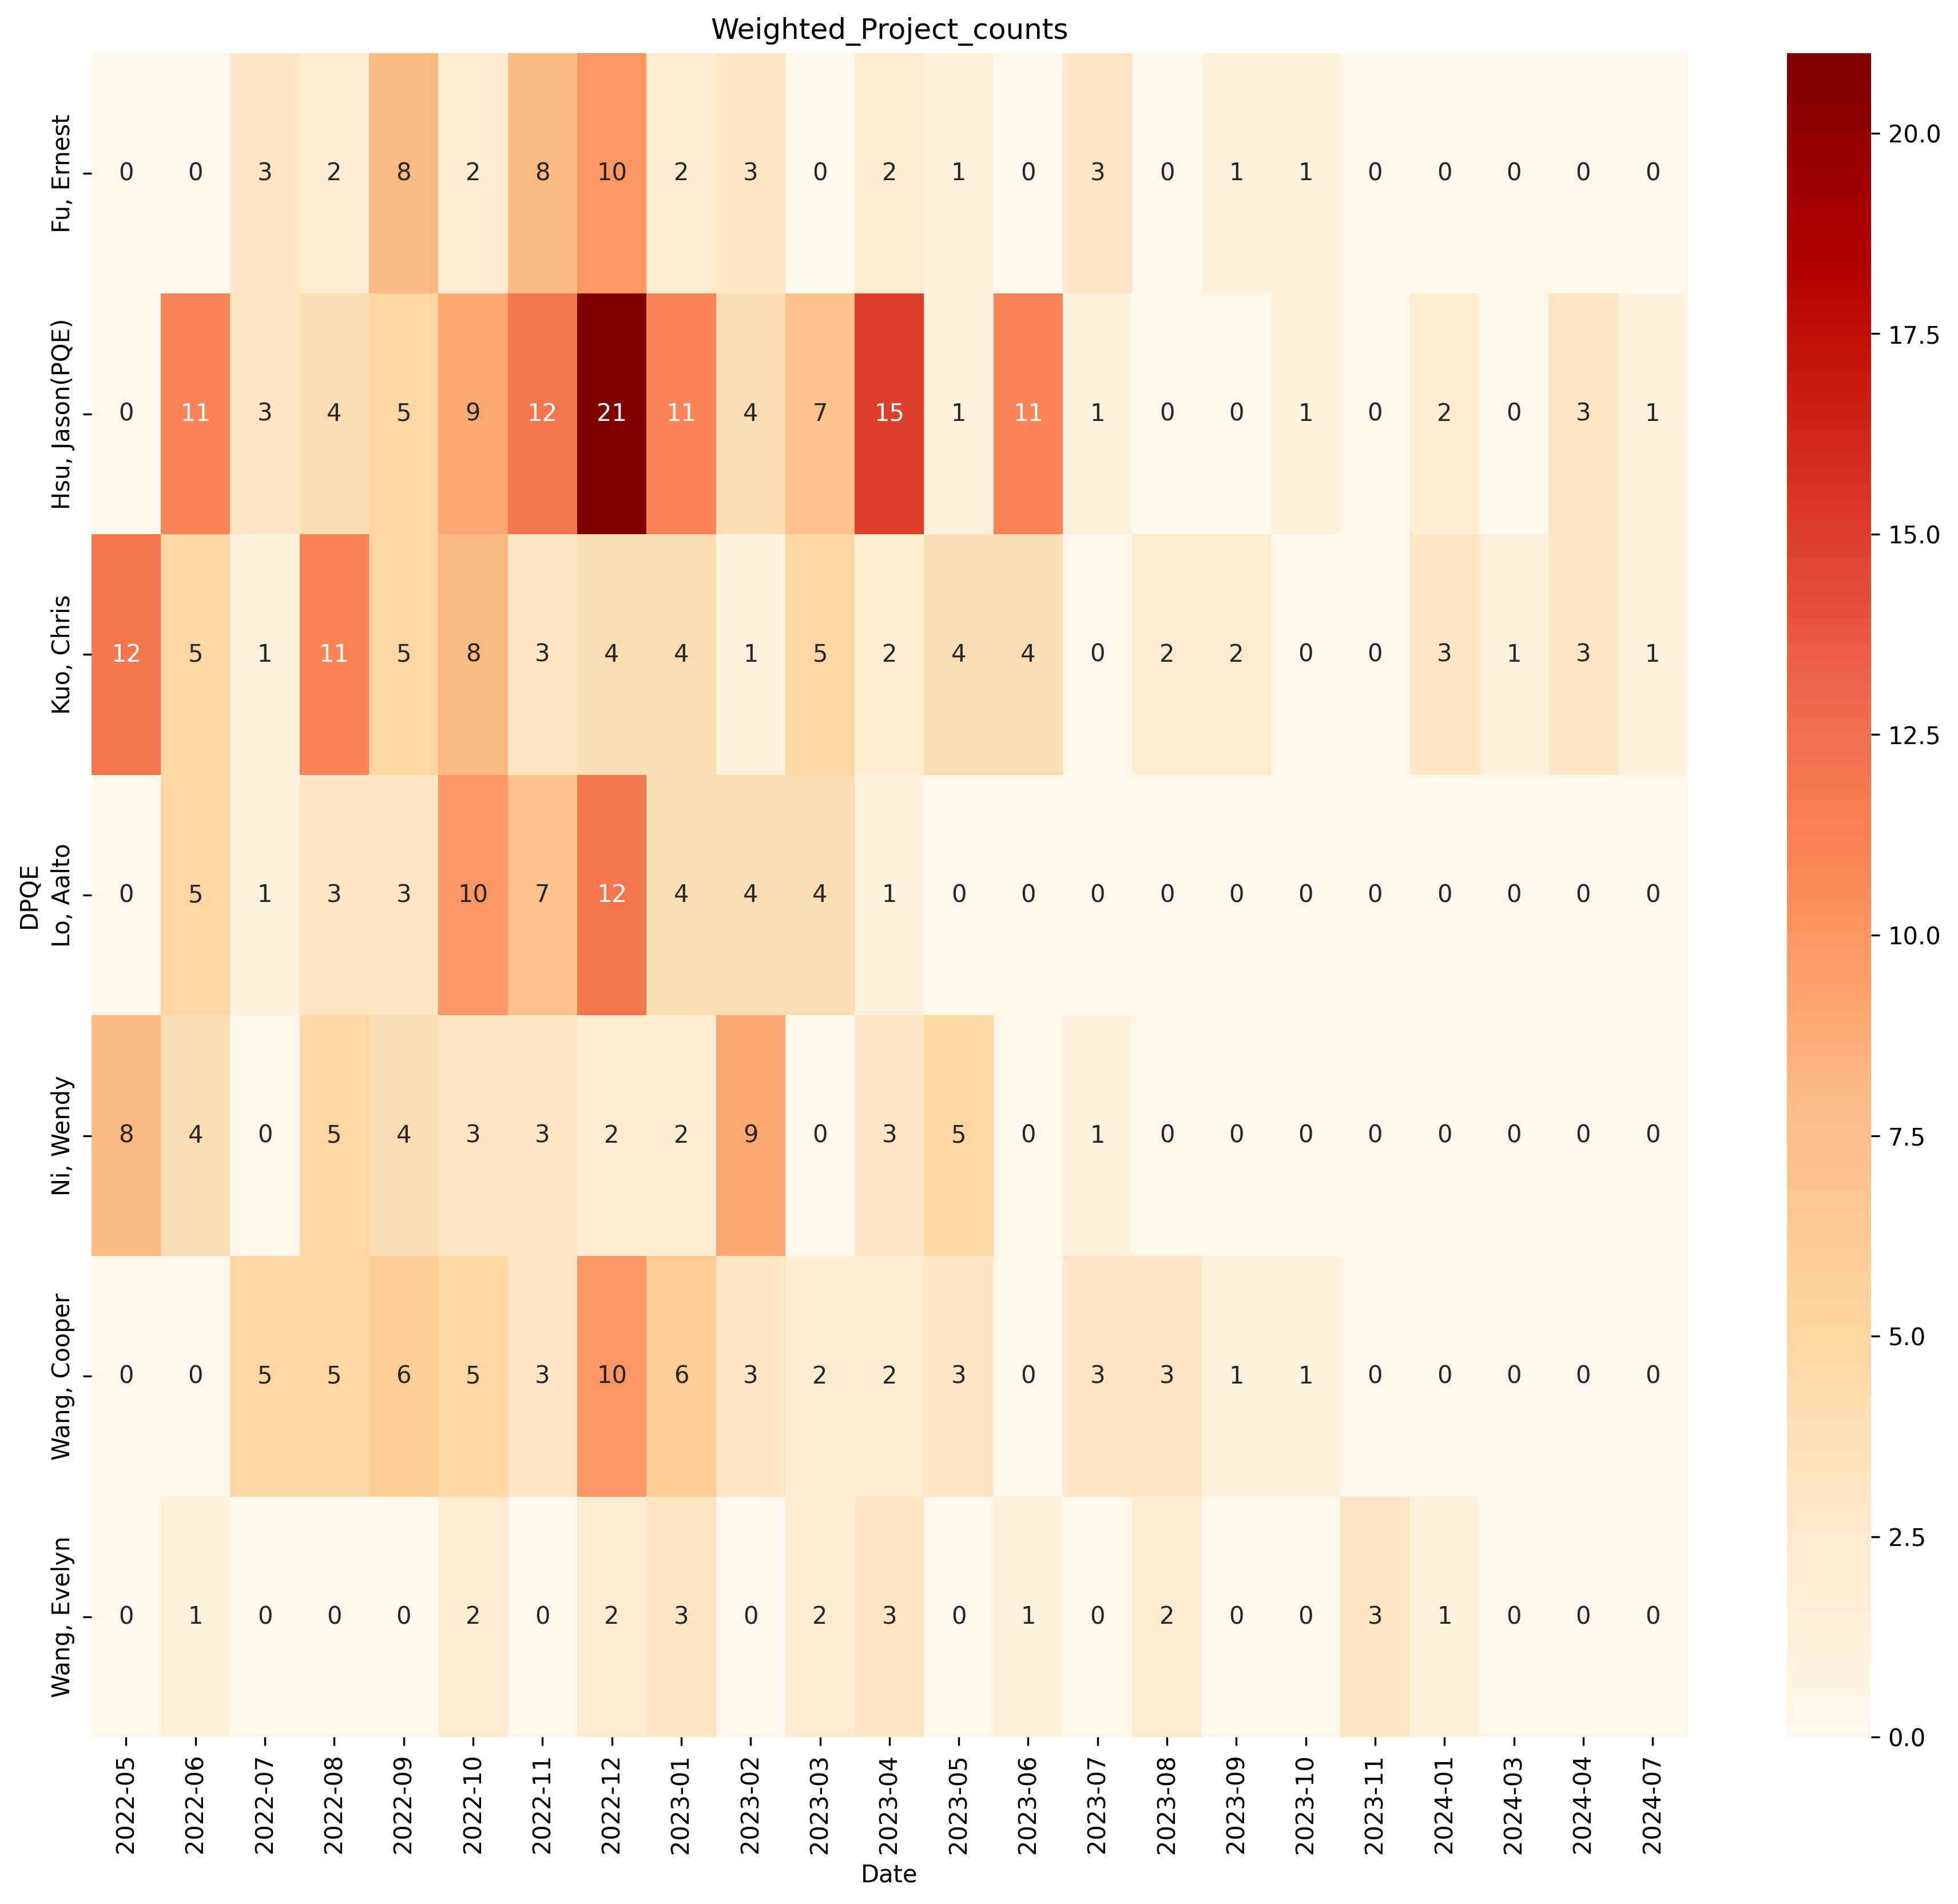 Weighted_Project_counts
DPQE
Fu, Ernest
0 0 3 2 8 2 8 10 2 3 0 2 1 0 3 0 1 1 0 0 0 0 0
Hsu, Jason(PQE)
0 11 3 4 5 9 12 21 11 4 7 15 1 11 1 0 0 1 0 2 0 3 1
Kuo, Chris
12 5 1 11 5 8 3 4 4 1 5 2 4 4 0 2 2 0 0 3 1 3 1
Lo, Aalto
0 5 1 3 3 10 7 12 4 4 4 1 0 0 0 0 0 0 0 0 0 0 0
Ni, Wendy
8 4 0 5 4 3 3 2 2 9 0 3 5 0 1 0 0 0 0 0 0 0 0
Wang, Cooper
0 0 5 5 6 5 3 10 6 3 2 2 3 0 3 3 1 1 0 0 0 0 0
Wang, Evelyn
0 1 0 0 0 2 0 2 3 0 2 3 0 1 0 2 0 0 3 1 0 0 0
2022-05 2022-06 2022-07 2022-08 2022-09 2022-10 2022-11 2022-12 2023-01 2023-02 2023-03 2023-04 2023-05 2023-06 2023-07 2023-08 2023-09 2023-10 2023-11 2024-01 2024-03 2024-04 2024-07
Date
20.0
17.5
15.0
12.5
10.0
7.5
5.0
2.5
0.0